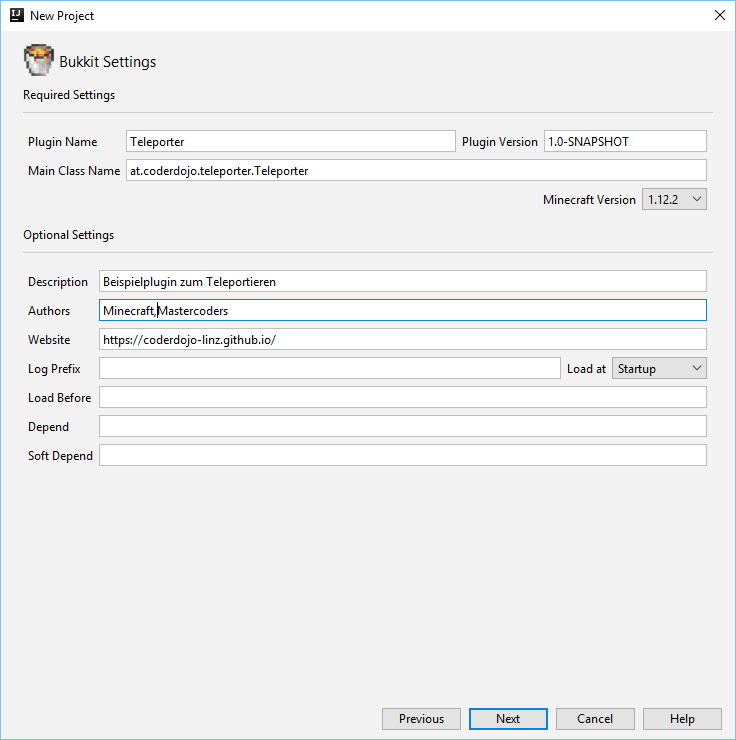 New Project
Bukkit Settings
Required Settings
Plugin Name Teleporter Plugin Version 1.0-SNAPSHOT
Main Class Name at.coderdojo.teleporter.Teleporter
Minecraft Version 1.12.2
Optional Settings
Description Beispielplugin zum Teleportieren
Authors Minecraft,Mastercoders
Website https://coderdojo-linz.github.io/
Log Prefix Load at Startup
Load Before
Depend
Soft Depend
Previous Next Cancel Help